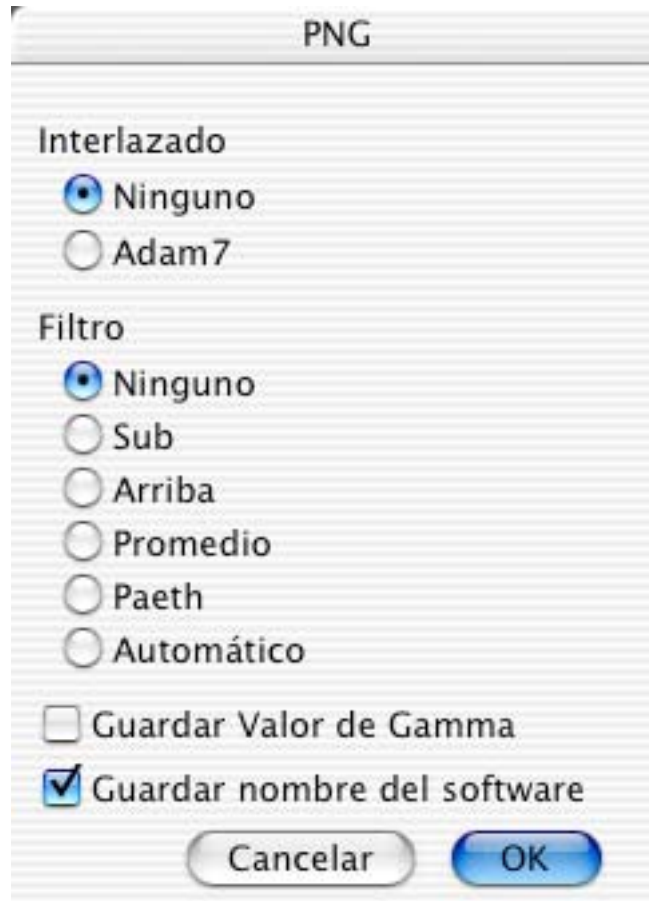 PNG
Interlazado
Ninguno
Adam7
Filtro
Ninguno
Sub
Arriba
Promedio
Paeth
Automático
Guardar Valor de Gamma
Guardar nombre del software
Cancelar OK